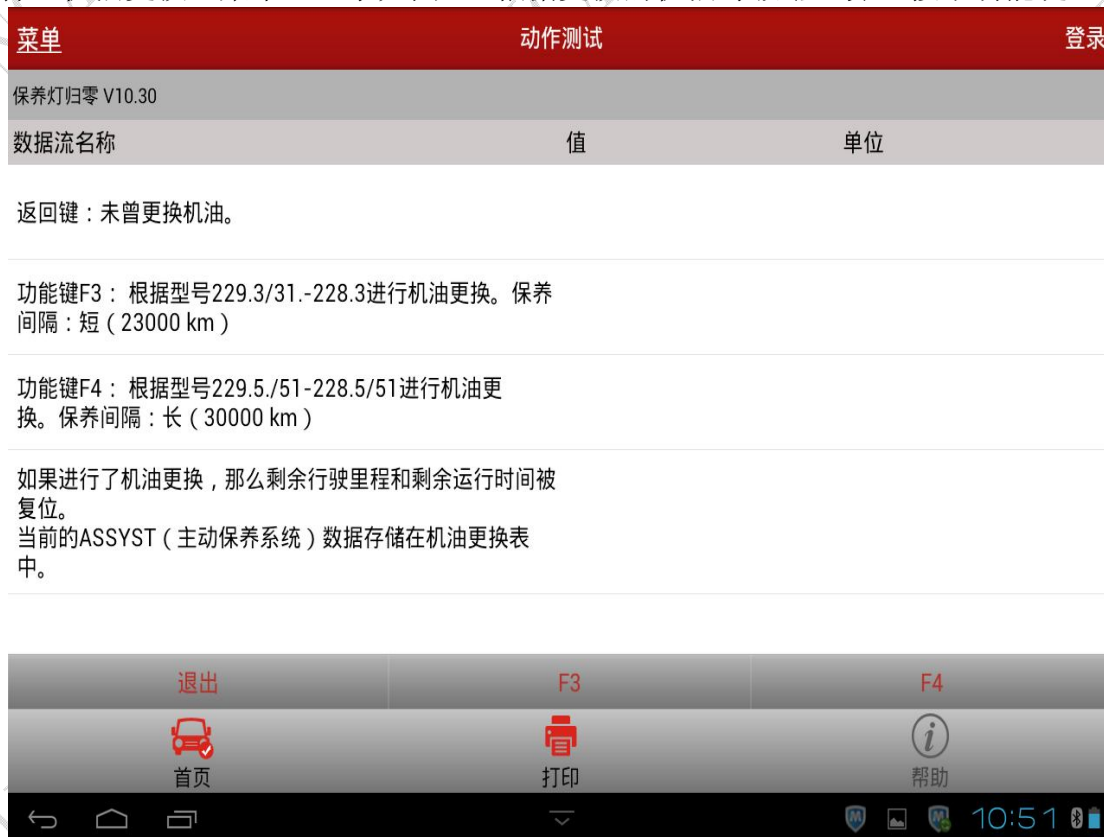 菜单
动作测试
登录
保养灯归零 V10.30
数据流名称
值
单位
返回键：未曾更换机油。
功能键F3： 根据型号229.3/31.-228.3进行机油更换。保养
间隔：短（23000 km）
功能键F4： 根据型号229.5./51-228.5/51进行机油更
换。保养间隔：长（30000 km）
如果进行了机油更换，那么剩余行驶里程和剩余运行时间被
复位。
当前的ASSYST（主动保养系统）数据存储在机油更换表
中。
退出
F3
F4
首页
打印
帮助
10:51